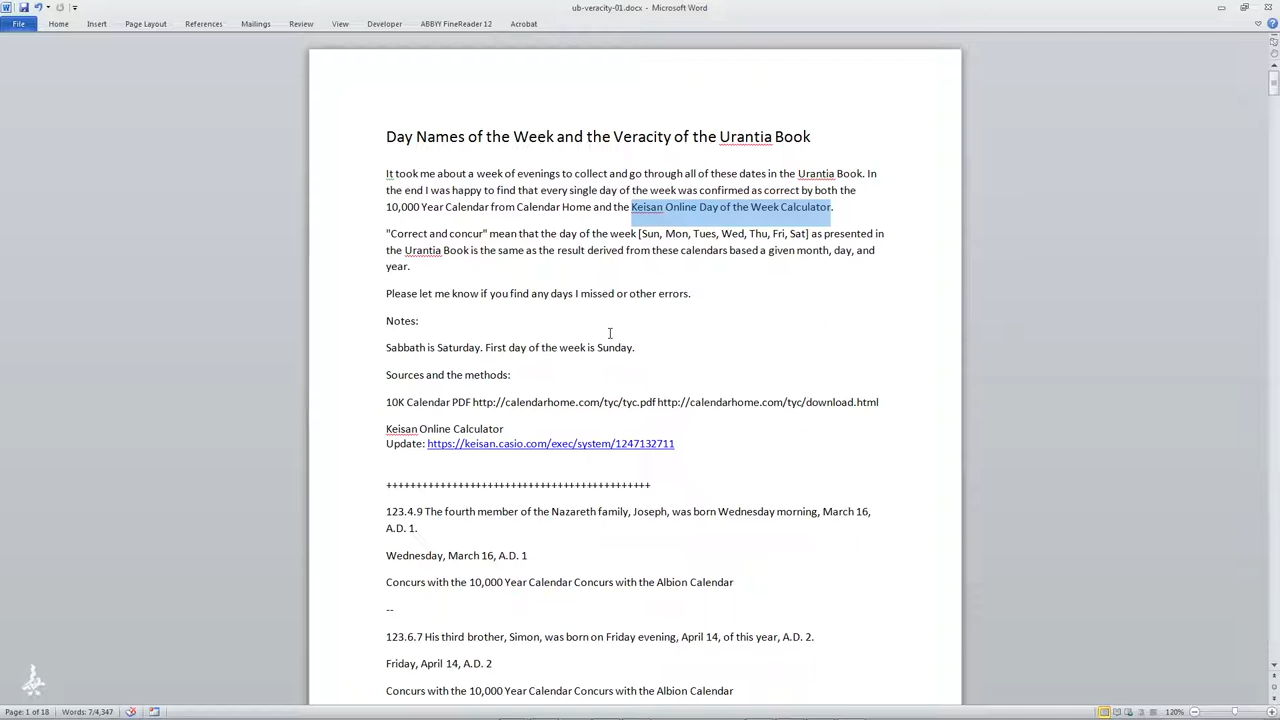 ub-veracity-01.docx - Microsoft Word
File Home Insert Page Layout References Mailings Review View Developer ABBYY FineReader 12 Acrobat
Day Names of the Week and the Veracity of the Urantia Book
It took me about a week of evenings to collect and go through all of these dates in the Urantia Book. In
the end I was happy to find that every single day of the week was confirmed as correct by both the
10,000 Year Calendar from Calendar Home and the Keisan Online Day of the Week Calculator.
"Correct and concur" mean that the day of the week [Sun, Mon, Tues, Wed, Thu, Fri, Sat] as presented in
the Urantia Book is the same as the result derived from these calendars based a given month, day, and
year.
Please let me know if you find any days I missed or other errors.
Notes:
Sabbath is Saturday. First day of the week is Sunday.
Sources and the methods:
10K Calendar PDF http://calendarhome.com/tyc/tyc.pdf http://calendarhome.com/tyc/download.html
Keisan Online Calculator
Update: https://keisan.casio.com/exec/system/1247132711
++++++++++++++++++++++++++++++++++++++++++++
123.4.9 The fourth member of the Nazareth family, Joseph, was born Wednesday morning, March 16,
A.D. 1.
Wednesday, March 16, A.D. 1
Concurs with the 10,000 Year Calendar Concurs with the Albion Calendar
--
123.6.7 His third brother, Simon, was born on Friday evening, April 14, of this year, A.D. 2.
Friday, April 14, A.D. 2
Concurs with the 10,000 Year Calendar Concurs with the Albion Calendar
Page: 1 of 18 Words: 7/4,347 120%